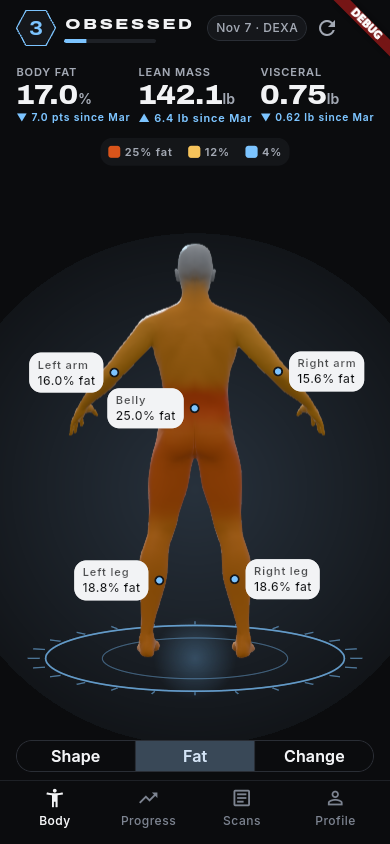 3 OBSESSED Nov 7 · DEXA DEBUG
BODY FAT LEAN MASS VISCERAL
17.0% 142.1lb 0.75lb
▼ 7.0 pts since Mar ▲ 6.4 lb since Mar ▼ 0.62 lb since Mar
25% fat 12% 4%
Left arm
16.0% fat
Right arm
15.6% fat
Belly
25.0% fat
Left leg
18.8% fat
Right leg
18.6% fat
Shape Fat Change
Body Progress Scans Profile